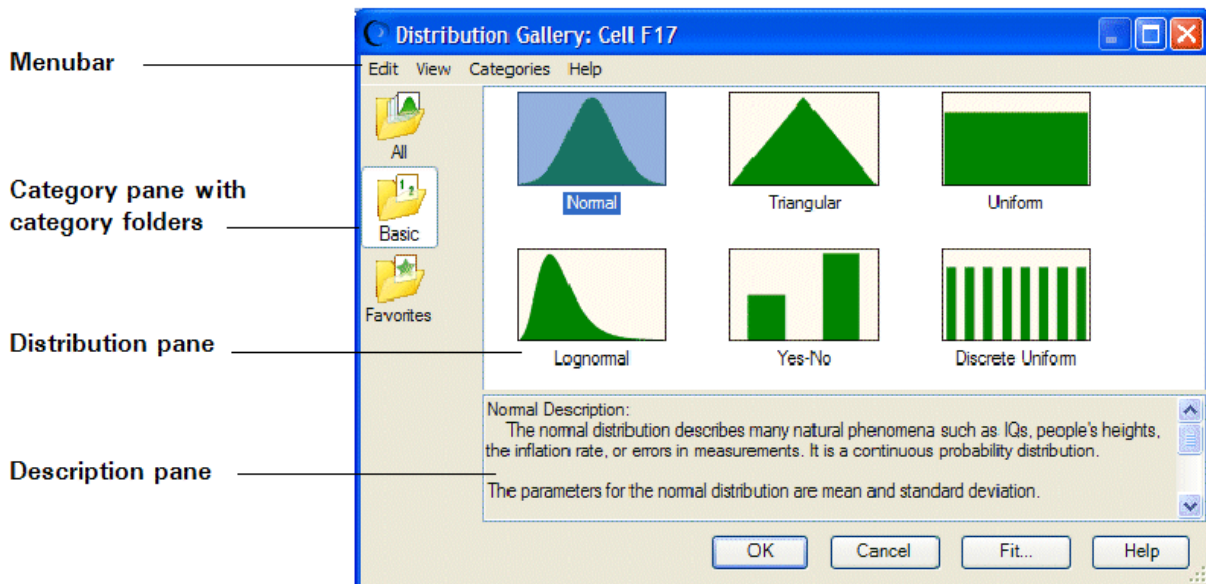 Distribution Gallery: Cell F17
Menubar
Edit View Categories Help
All
Category pane with
category folders
Basic
Favorites
Normal
Triangular
Uniform
Distribution pane
Lognormal
Yes-No
Discrete Uniform
Description pane
Normal Description:
The normal distribution describes many natural phenomena such as IQs, people's heights,
the inflation rate, or errors in measurements. It is a continuous probability distribution.
The parameters for the normal distribution are mean and standard deviation.
OK
Cancel
Fit...
Help